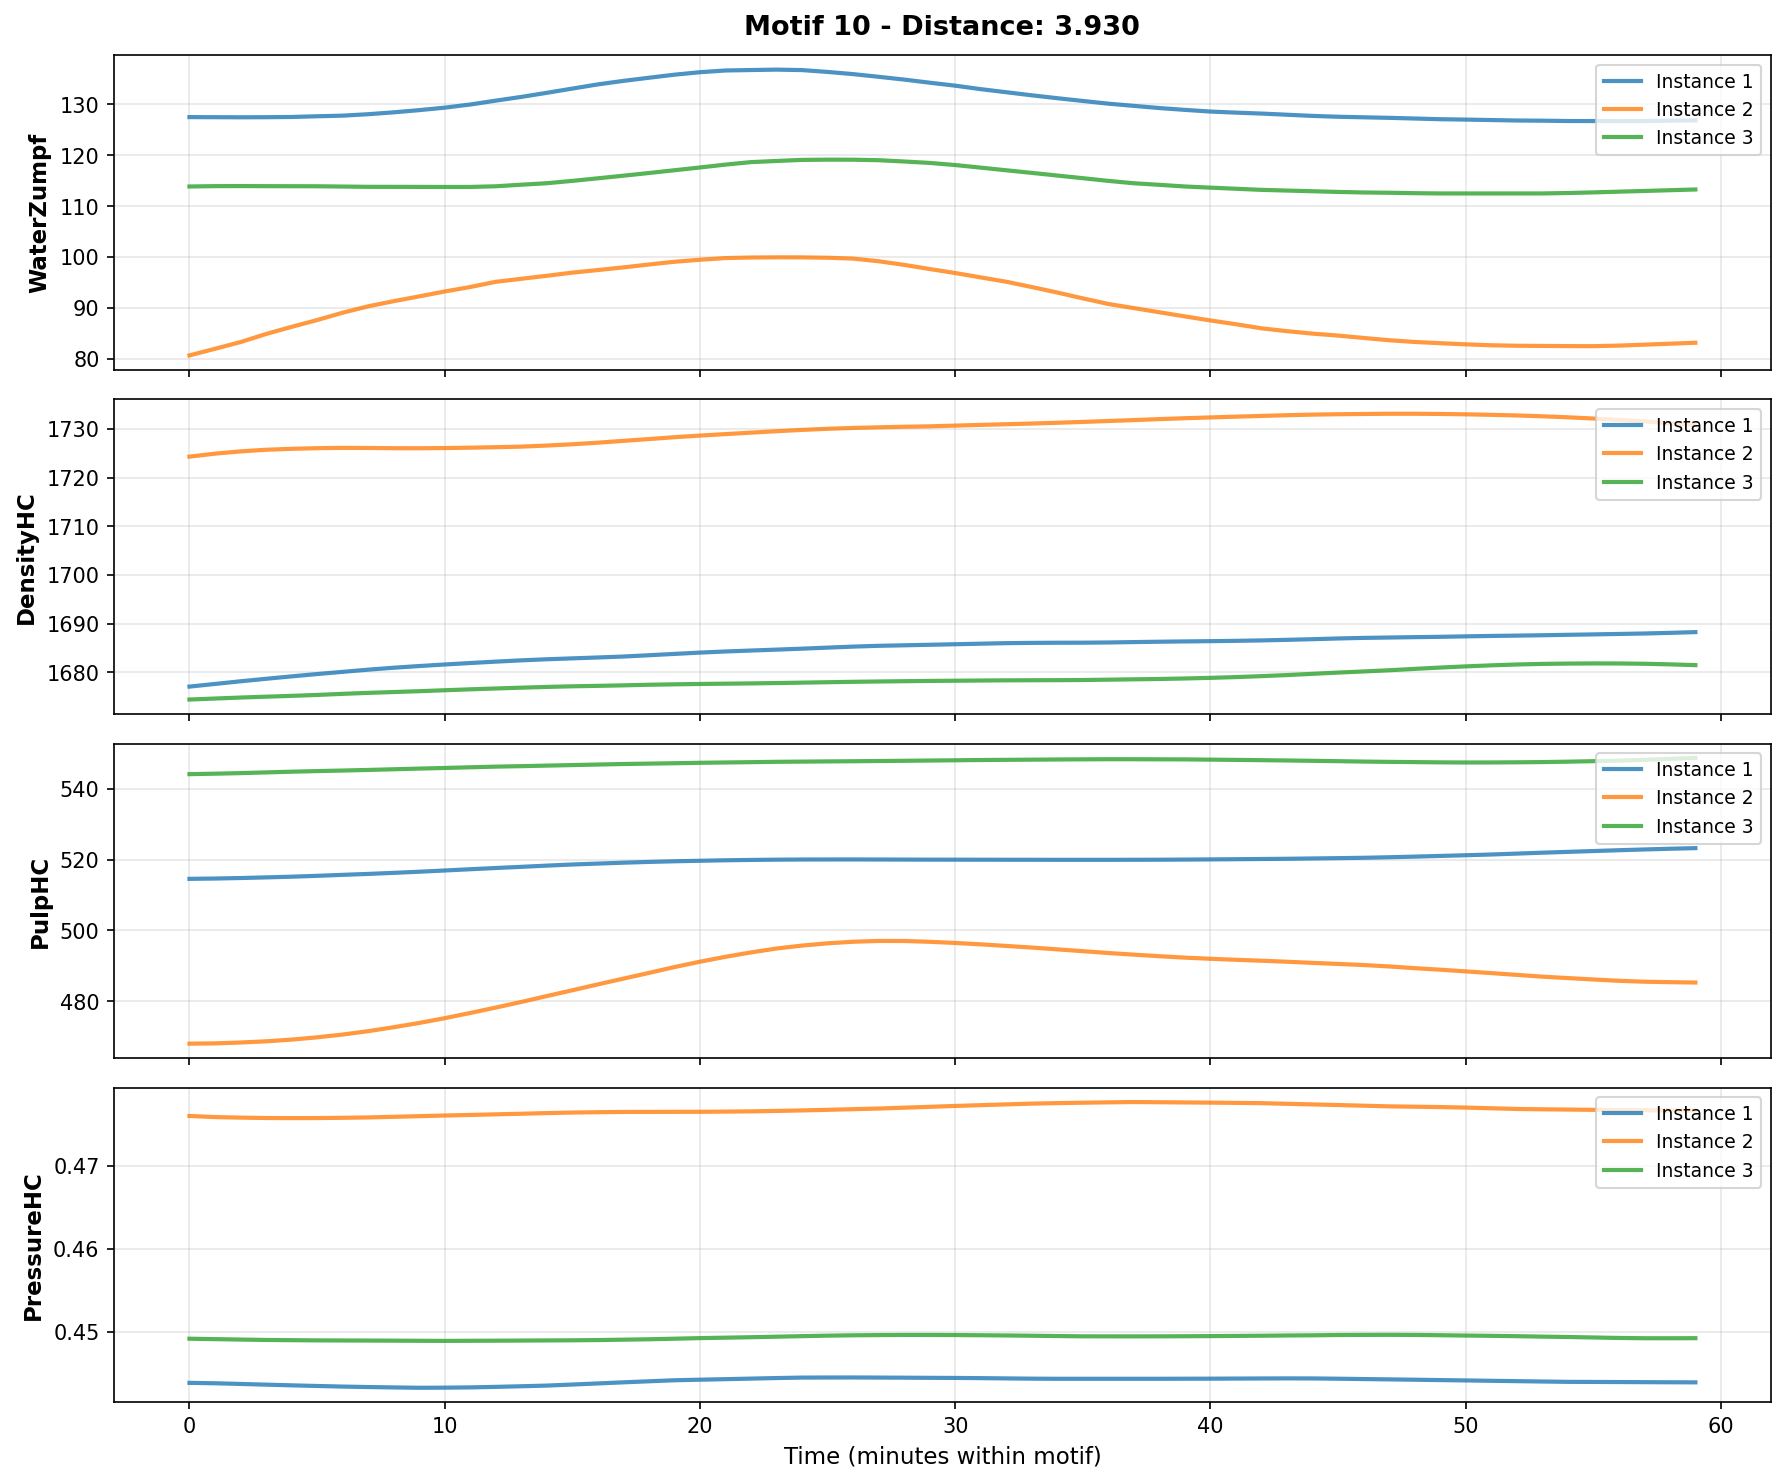 Motif 10 - Distance: 3.930
WaterZumpf
130
120
110
100
90
80
Instance 1
Instance 2
Instance 3
DensityHC
1730
1720
1710
1700
1690
1680
Instance 1
Instance 2
Instance 3
PulpHC
540
520
500
480
Instance 1
Instance 2
Instance 3
PressureHC
0.47
0.46
0.45
Instance 1
Instance 2
Instance 3
0 10 20 30 40 50 60
Time (minutes within motif)